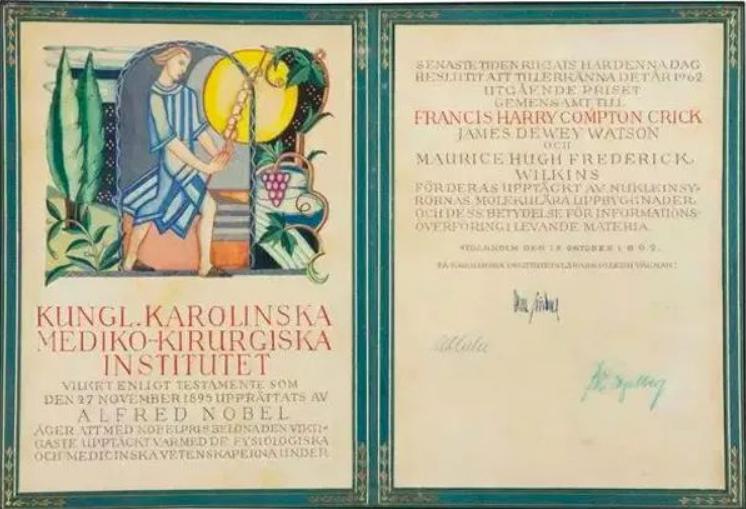 KUNGL. KAROLINSKA
MEDIKO-KIRURGISKA
INSTITUTET
VILKET ENLIGT TESTAMENTE SOM
DEN 27 NOVEMBER 1895 UPPRÄTTATS AV
ALFRED NOBEL
ÄGER ATT MED NOBELPRIS BELÖNA DEN VIKTI-
GASTE UPPTÄCKT VARMED DE FYSIOLOGISKA
OCH MEDICINSKA VETENSKAPERNA UNDER
SENASTE TIDEN RIKTATS HAR DENNA DAG
BESLUTIT ATT TILLERKÄNNA DET ÅR 1962
UTGÅENDE PRISET
GEMENSAMT TILL
FRANCIS HARRY COMPTON CRICK
JAMES DEWEY WATSON
OCH
MAURICE HUGH FREDERICK
WILKINS
FÖR DERAS UPPTÄCKT AV NUKLEINSY-
RORNAS MOLEKULÄRA UPPBYGGNAD ER
OCH DESS BETYDELSE FÖR INFORMATIONS-
ÖVERFÖRING I LEVANDE MATERIA.
STOCKHOLM DEN 18 OKTOBER 1962.